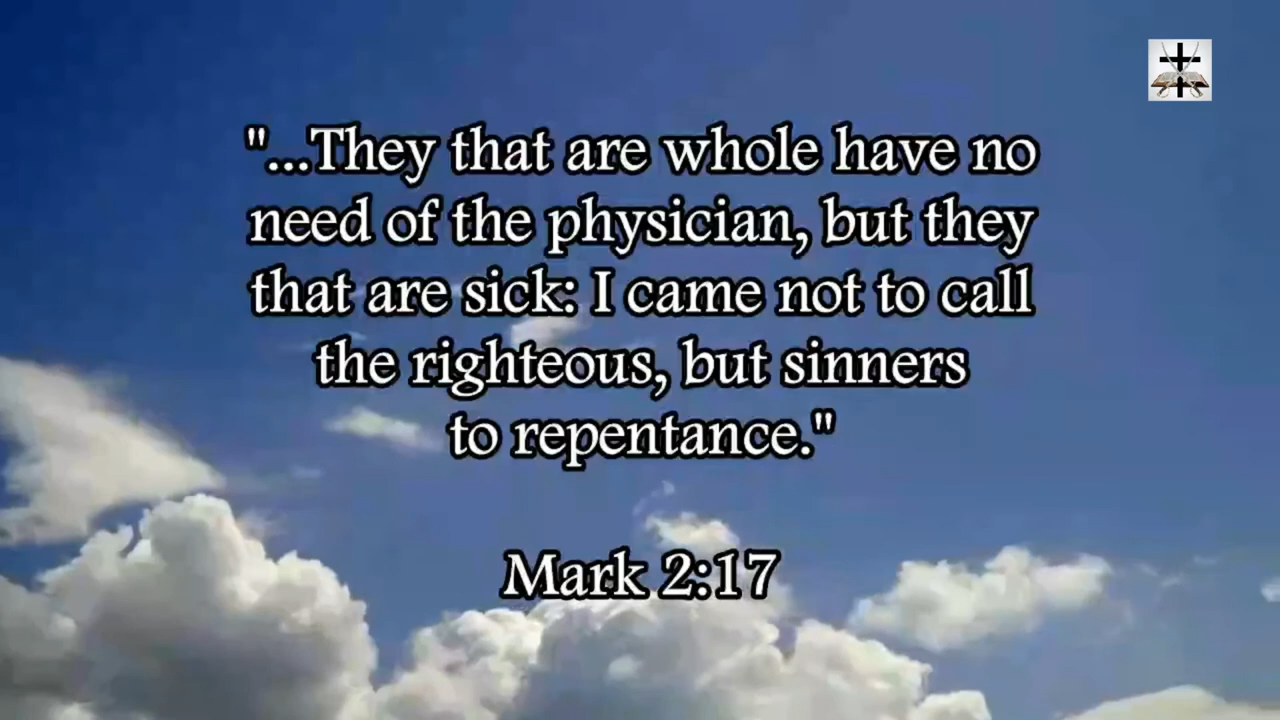 "...They that are whole have no
need of the physician, but they
that are sick: I came not to call
the righteous, but sinners
to repentance."
Mark 2:17